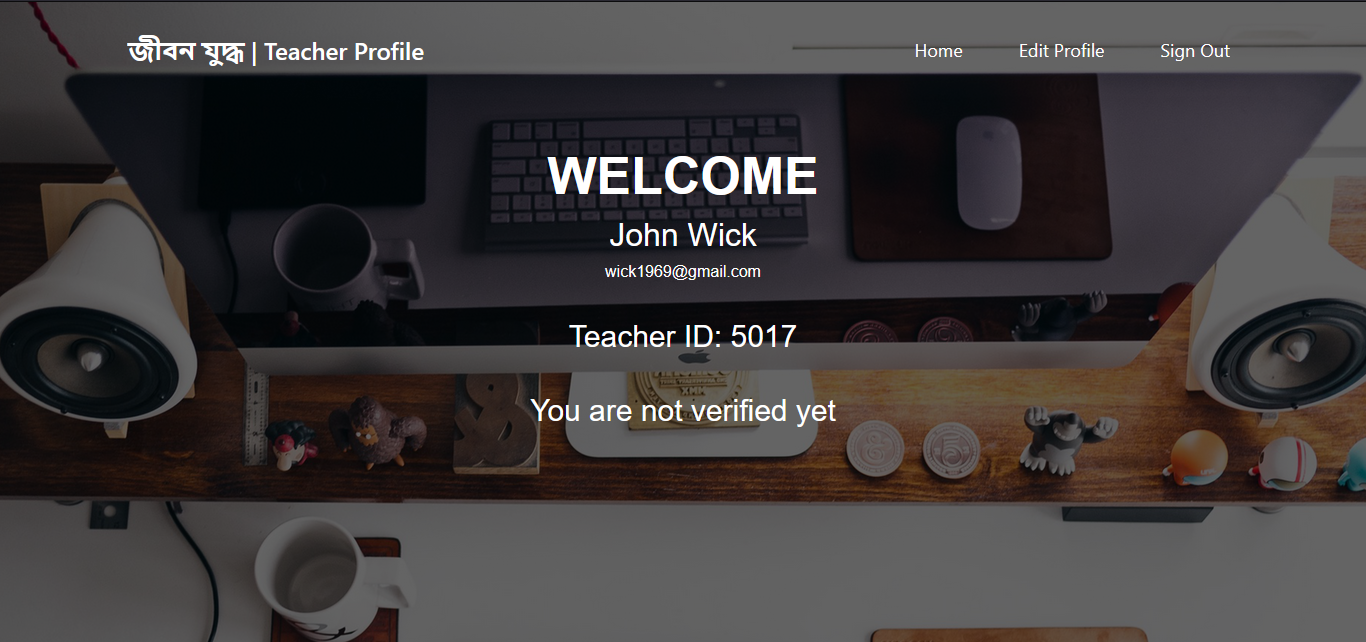 জীবন যুদ্ধ | Teacher Profile
Home
Edit Profile
Sign Out
WELCOME
John Wick
wick1969@gmail.com
Teacher ID: 5017
You are not verified yet